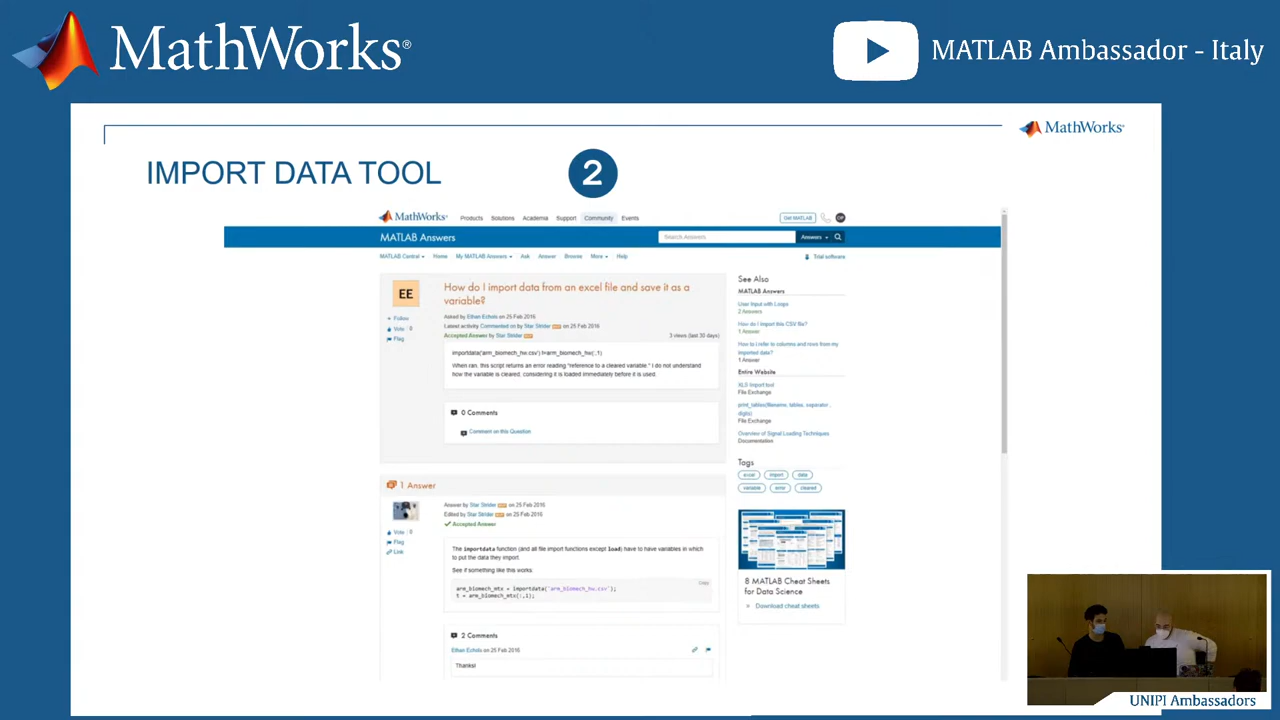 MathWorks®
MATLAB Ambassador - Italy
MathWorks®
IMPORT DATA TOOL
2
MathWorks®
Products Solutions Academia Support Community Events
Get MATLAB
MATLAB Answers
Search Answers
Answers
MATLAB Central Home My MATLAB Answers Ask Answer Browse More Help
Trial software
EE
Follow
Vote 0
Flag
How do I import data from an excel file and save it as a
variable?
Asked by Ethan Echols on 25 Feb 2016
Latest activity Commented on by Star Strider on 25 Feb 2016
Accepted Answer by Star Strider
3 views (last 30 days)
importdata('arm_biomech_hw.csv') t=arm_biomech_hw(:,1)
When ran, this script returns an error reading "reference to a cleared variable." I do not understand
how the variable is cleared, considering it is loaded immediately before it is used.
0 Comments
Comment on this Question
1 Answer
Vote 0
Flag
Link
Answer by Star Strider on 25 Feb 2016
Edited by Star Strider on 25 Feb 2016
Accepted Answer
The importdata function (and all file import functions except load) have to have variables in which
to put the data they import.
See if something like this works:
arm_biomech_mtx = importdata('arm_biomech_hw.csv');
t = arm_biomech_mtx(:,1);
Copy
2 Comments
Ethan Echols on 25 Feb 2016
Thanks!
See Also
MATLAB Answers
User Input with Loops
2 Answers
How do I import this CSV file?
1 Answer
How to I refer to columns and rows from my
imported data?
1 Answer
Entire Website
XLS import tool
File Exchange
print_tables(filename, tables, separator,
digits)
File Exchange
Overview of Signal Loading Techniques
Documentation
Tags
excel import data
variable error cleared
8 MATLAB Cheat Sheets
for Data Science
Download cheat sheets
UNIPI Ambassadors